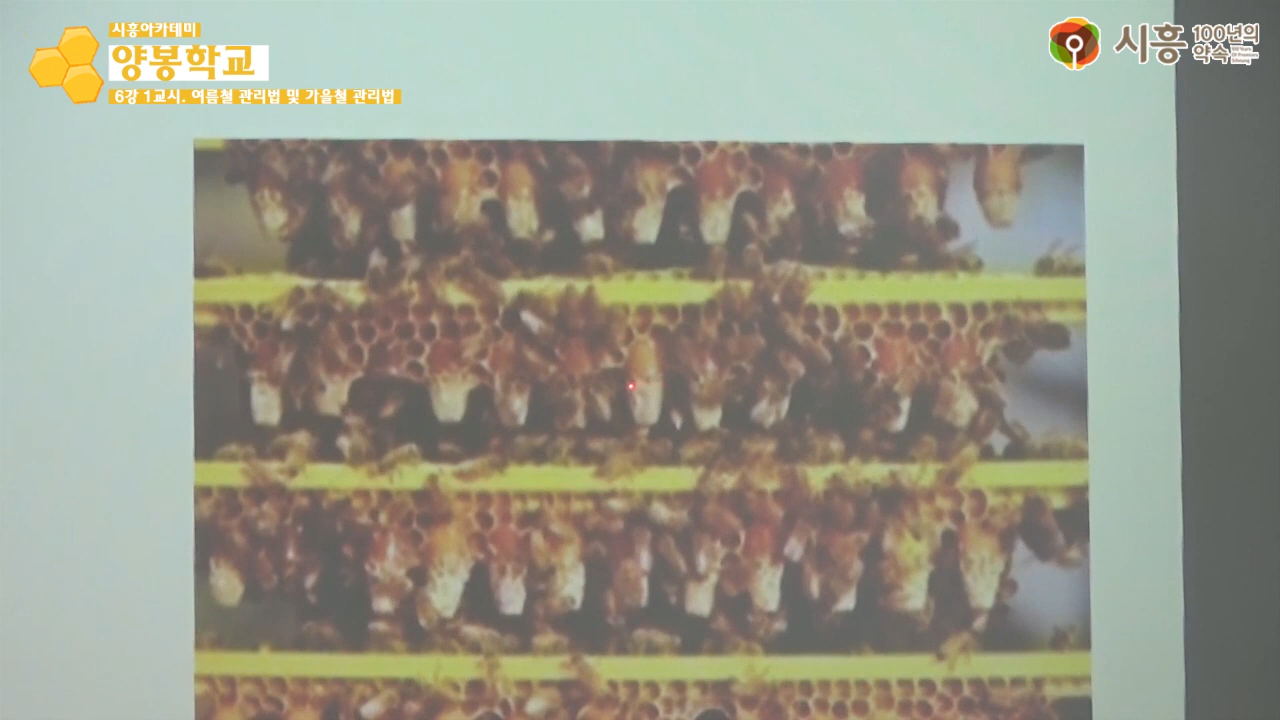 시흥아카데미
양봉학교
6강 1교시. 여름철 관리법 및 가을철 관리법
시흥
100년의
약속